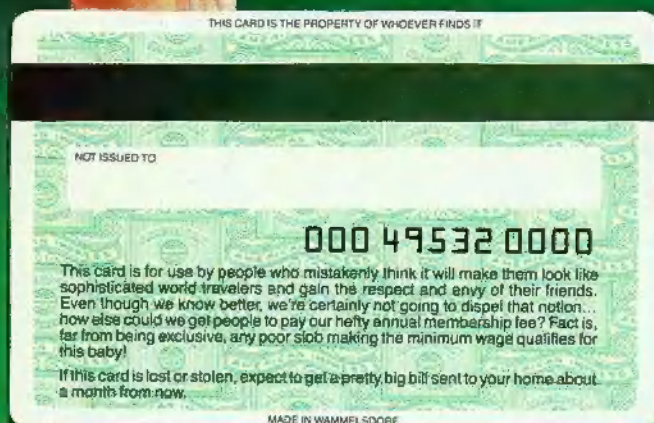 THIS CARD IS THE PROPERTY OF WHOEVER FINDS IT
NOT ISSUED TO
000 49532 0000
This card is for use by people who mistakenly think it will make them look like
sophisticated world travelers and gain the respect and envy of their friends.
Even though we know better, we're certainly not going to dispel that notion...
how else could we get people to pay our hefty annual membership fee? Fact is,
far from being exclusive, any poor slob making the minimum wage qualifies for
this baby!
If this card is lost or stolen, expect to get a pretty big bill sent to your home about
a month from now.
MADE IN WAMMELSDORF